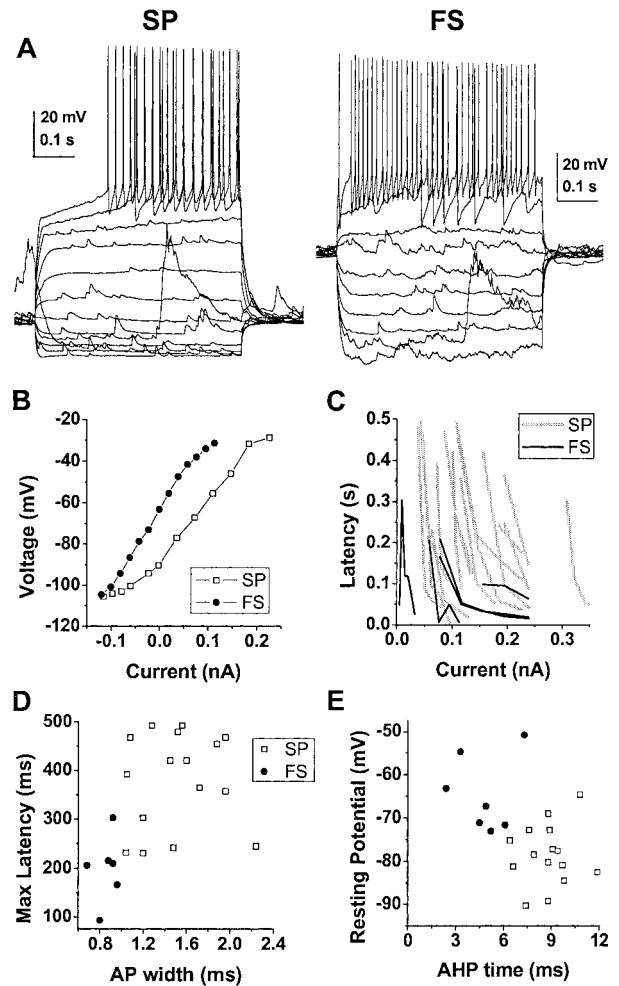 SP
FS
A
20 mV
0.1 s
20 mV
0.1 s
B
-20
-40
-60
-80
-100
-120
Voltage (mV)
-0.1
0.0
0.1
0.2
Current (nA)
SP
FS
C
0.5
0.4
0.3
0.2
0.1
0.0
Latency (s)
0.0
0.1
0.2
0.3
Current (nA)
SP
FS
D
500
400
300
200
100
Max Latency (ms)
0.8
1.2
1.6
2.0
2.4
AP width (ms)
SP
FS
E
-50
-60
-70
-80
-90
Resting Potential (mV)
0
3
6
9
12
AHP time (ms)
SP
FS